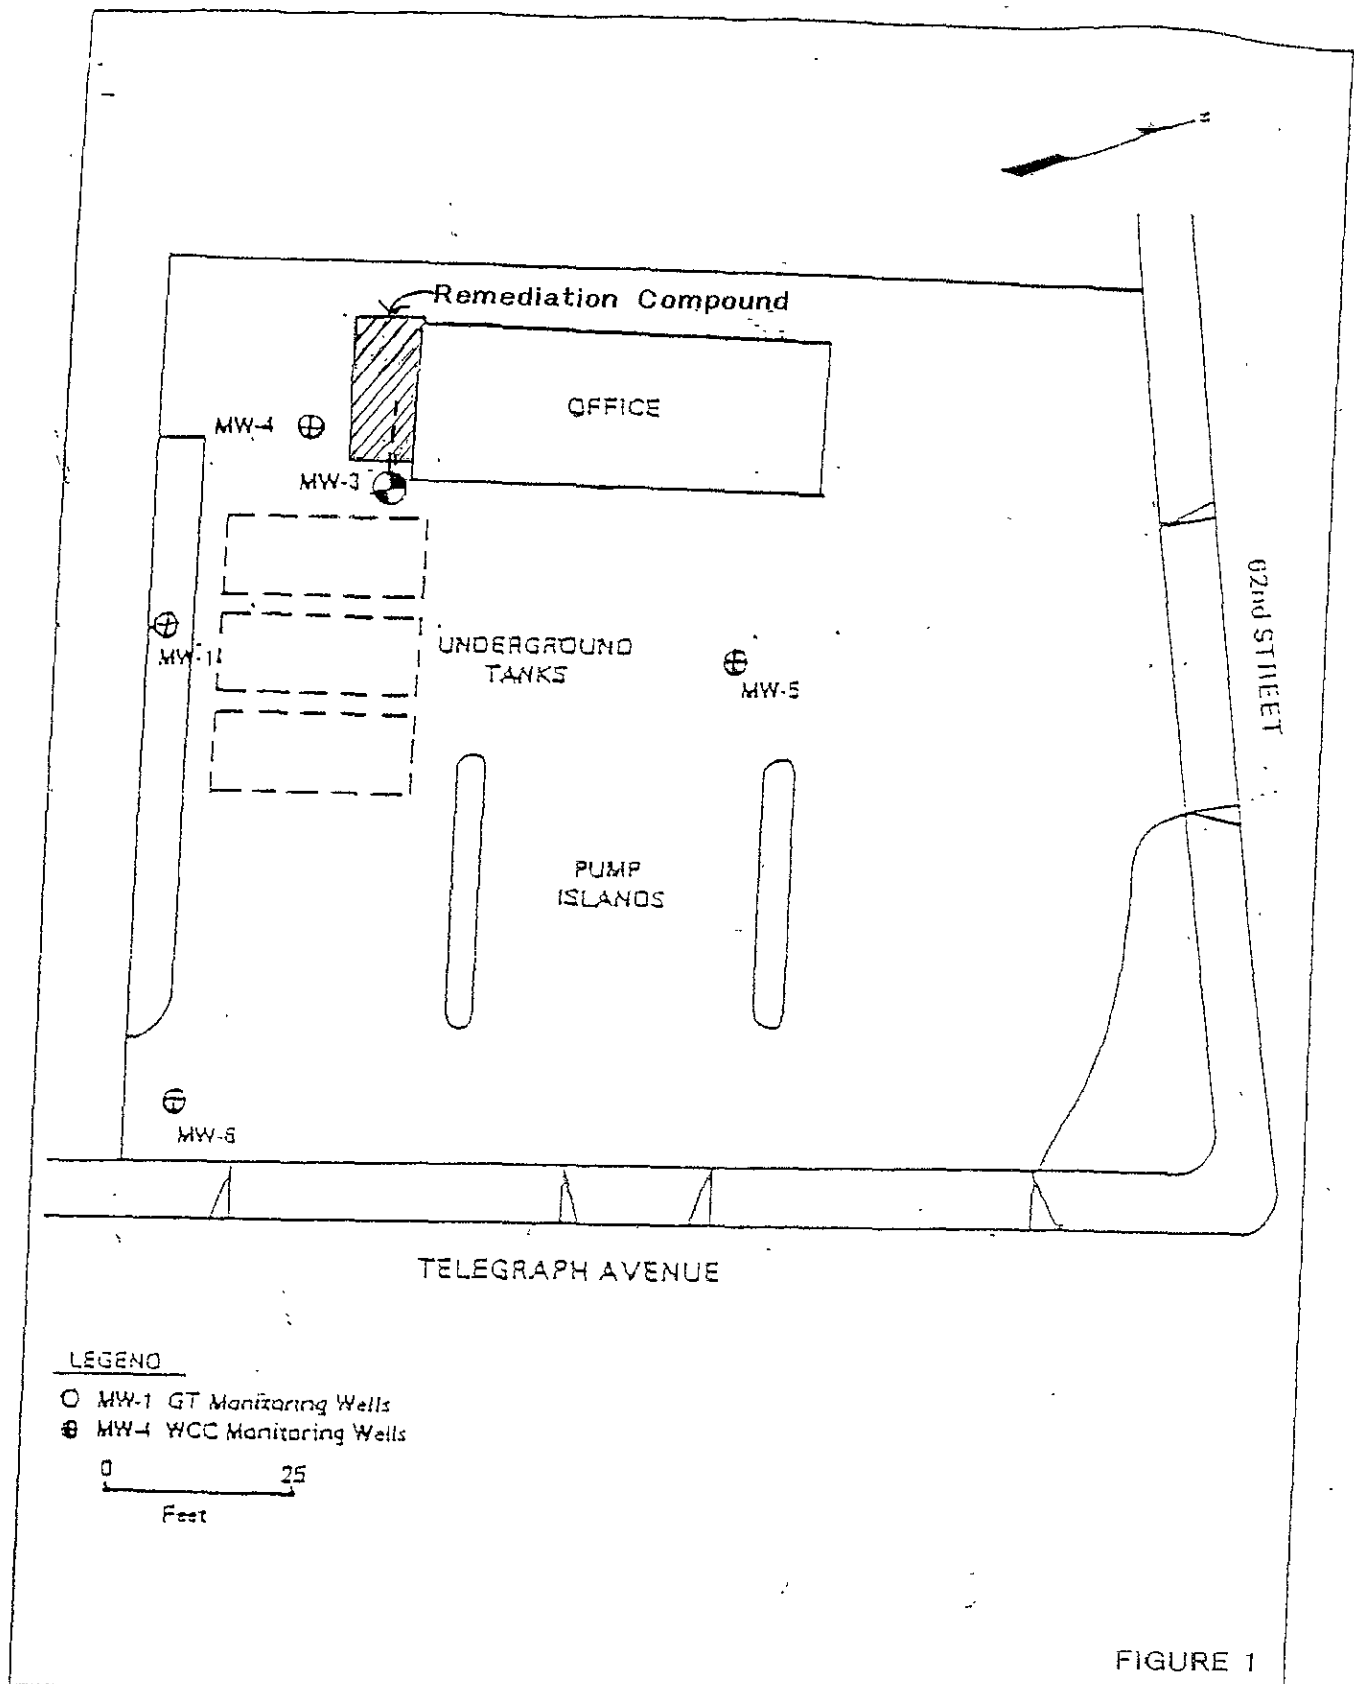 Remediation Compound
OFFICE
MW-4
MW-3
MW-1
UNDERGROUND
TANKS
MW-5
62nd STREET
PUMP
ISLANDS
MW-6
TELEGRAPH AVENUE
LEGEND
MW-1 GT Monitoring Wells
MW-4 WCC Monitoring Wells
0 25
Feet
FIGURE 1